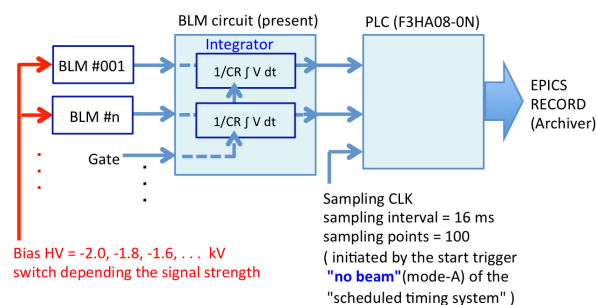 BLM circuit (present)
PLC (F3HA08-0N)
Integrator
BLM #001
1/CR ∫ V dt
BLM #n
1/CR ∫ V dt
Gate
EPICS
RECORD
(Archiver)
Sampling CLK
sampling interval = 16 ms
sampling points = 100
( initiated by the start trigger
"no beam"(mode-A) of the
"scheduled timing system" )
Bias HV = -2.0, -1.8, -1.6, . . . kV
switch depending the signal strength